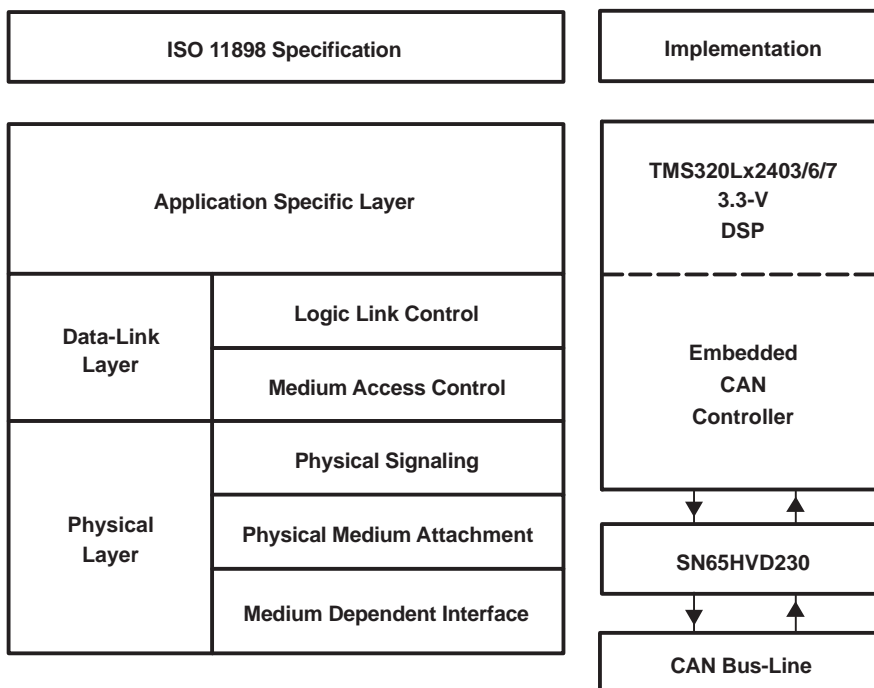 ISO 11898 Specification
Implementation
Application Specific Layer
TMS320Lx2403/6/7
3.3-V
DSP
Data-Link
Layer
Logic Link Control
Medium Access Control
Embedded
CAN
Controller
Physical
Layer
Physical Signaling
Physical Medium Attachment
Medium Dependent Interface
SN65HVD230
CAN Bus-Line